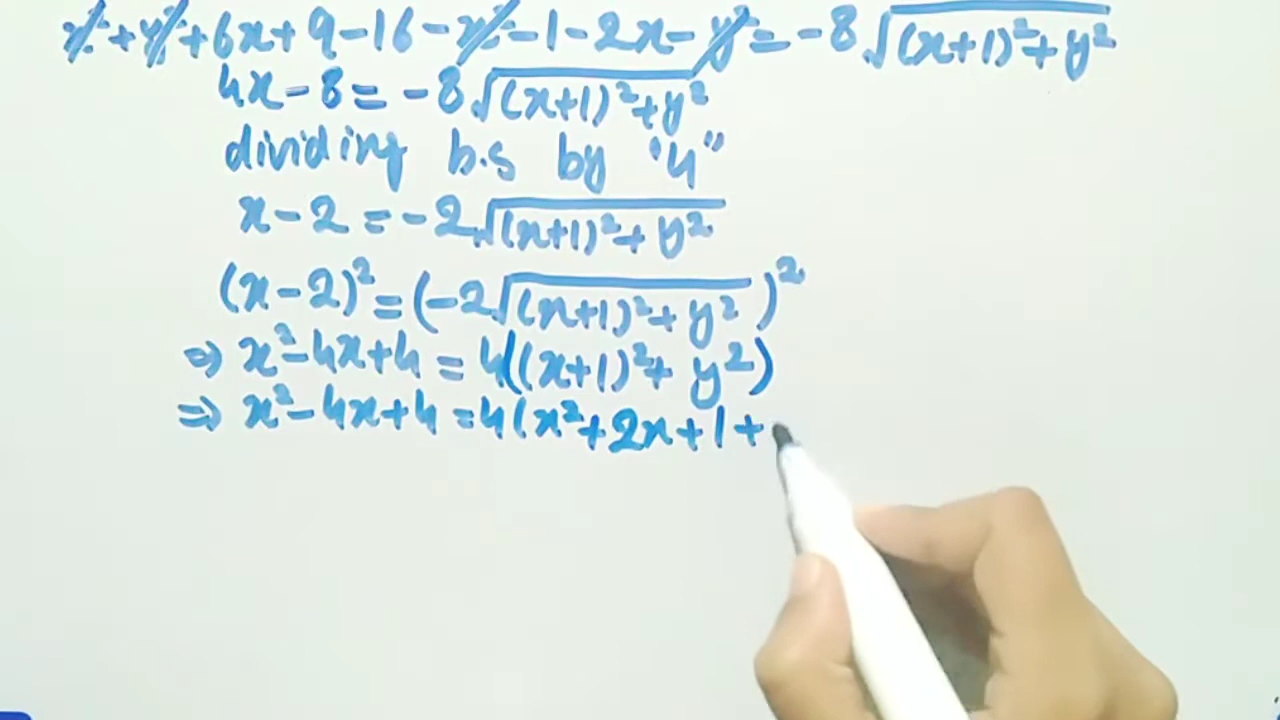 x²+y²+6x+9-16-x²-1-2x-y²=-8√(x+1)²+y²
4x-8=-8√(x+1)²+y²
dividing b.s by "4"
x-2=-2√(x+1)²+y²
(x-2)²=(-2√(x+1)²+y²)²
⇒ x²-4x+4=4((x+1)²+y²)
⇒ x²-4x+4=4(x²+2x+1+